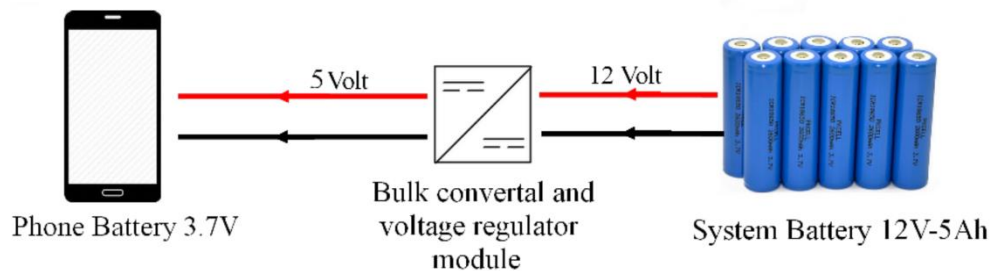 5 Volt
12 Volt
Phone Battery 3.7V
Bulk convertal and
voltage regulator
module
System Battery 12V-5Ah